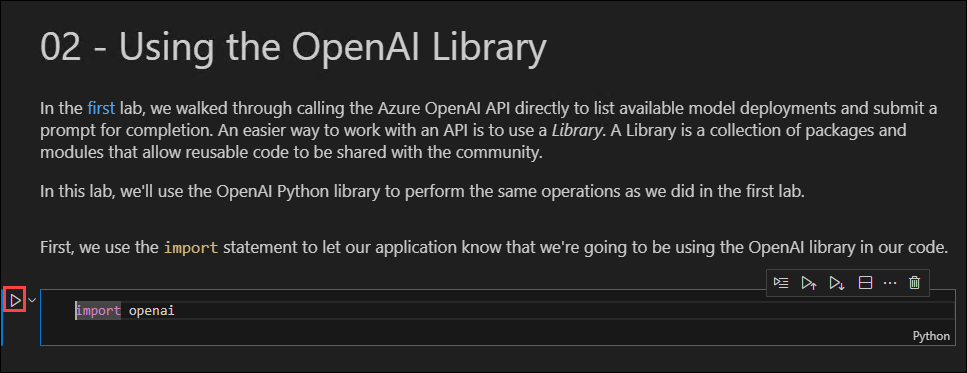 02 - Using the OpenAI Library
In the first lab, we walked through calling the Azure OpenAI API directly to list available model deployments and submit a
prompt for completion. An easier way to work with an API is to use a Library. A Library is a collection of packages and
modules that allow reusable code to be shared with the community.
In this lab, we'll use the OpenAI Python library to perform the same operations as we did in the first lab.
First, we use the import statement to let our application know that we're going to be using the OpenAI library in our code.
import openai
Python